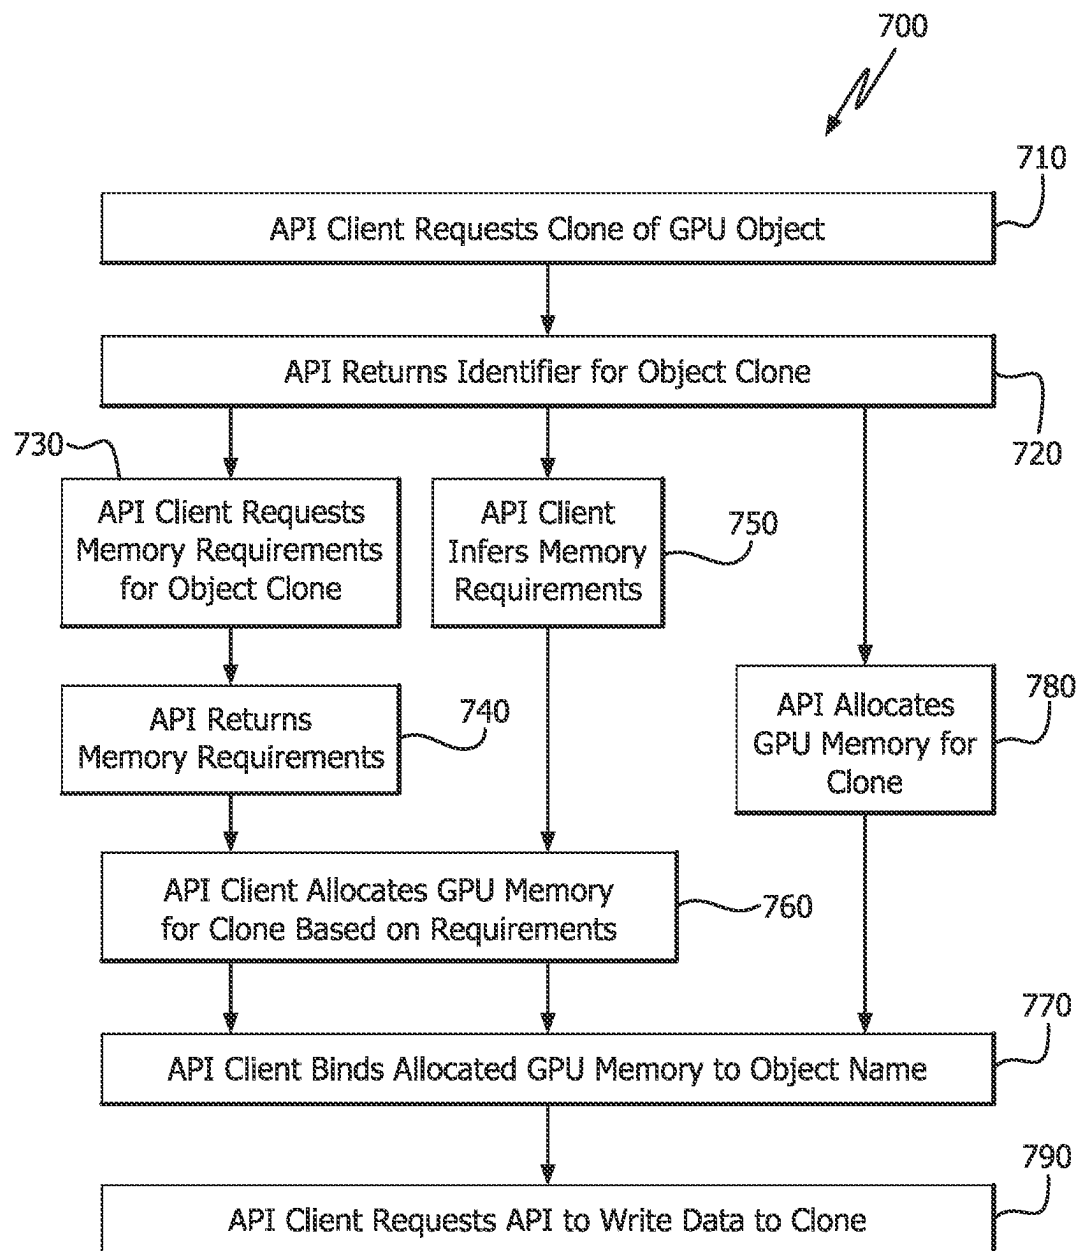 700
710
API Client Requests Clone of GPU Object
API Returns Identifier for Object Clone
720
730
API Client Requests
Memory Requirements
for Object Clone
API Client
Infers Memory
Requirements
750
API Returns
Memory Requirements
740
API Allocates
GPU Memory for
Clone
780
API Client Allocates GPU Memory
for Clone Based on Requirements
760
770
API Client Binds Allocated GPU Memory to Object Name
790
API Client Requests API to Write Data to Clone